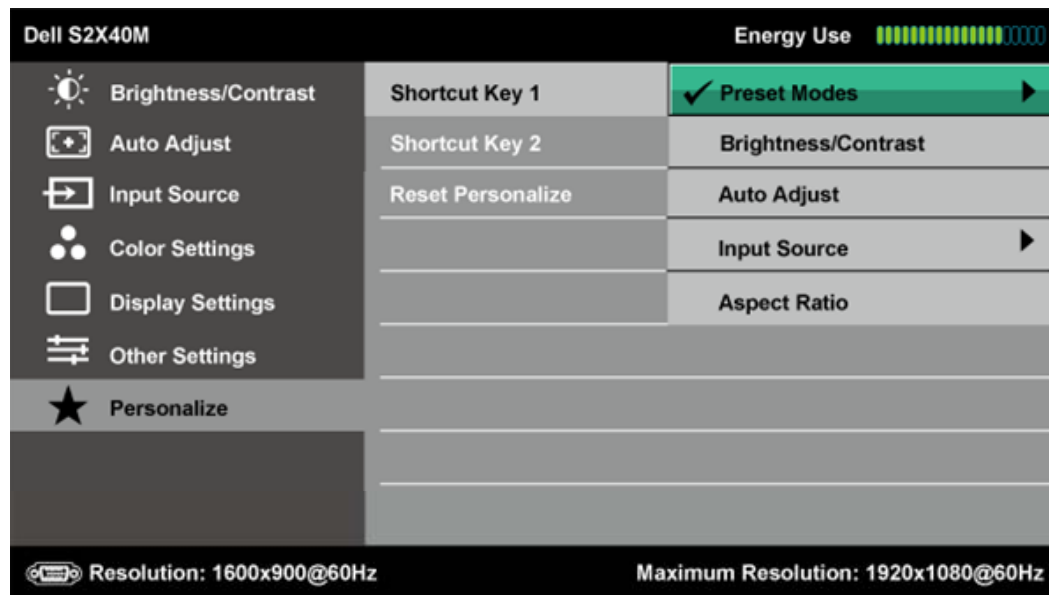 Dell S2X40M
Energy Use
Brightness/Contrast
Auto Adjust
Input Source
Color Settings
Display Settings
Other Settings
Personalize
Shortcut Key 1
Shortcut Key 2
Reset Personalize
Preset Modes
Brightness/Contrast
Auto Adjust
Input Source
Aspect Ratio
Resolution: 1600x900@60Hz
Maximum Resolution: 1920x1080@60Hz